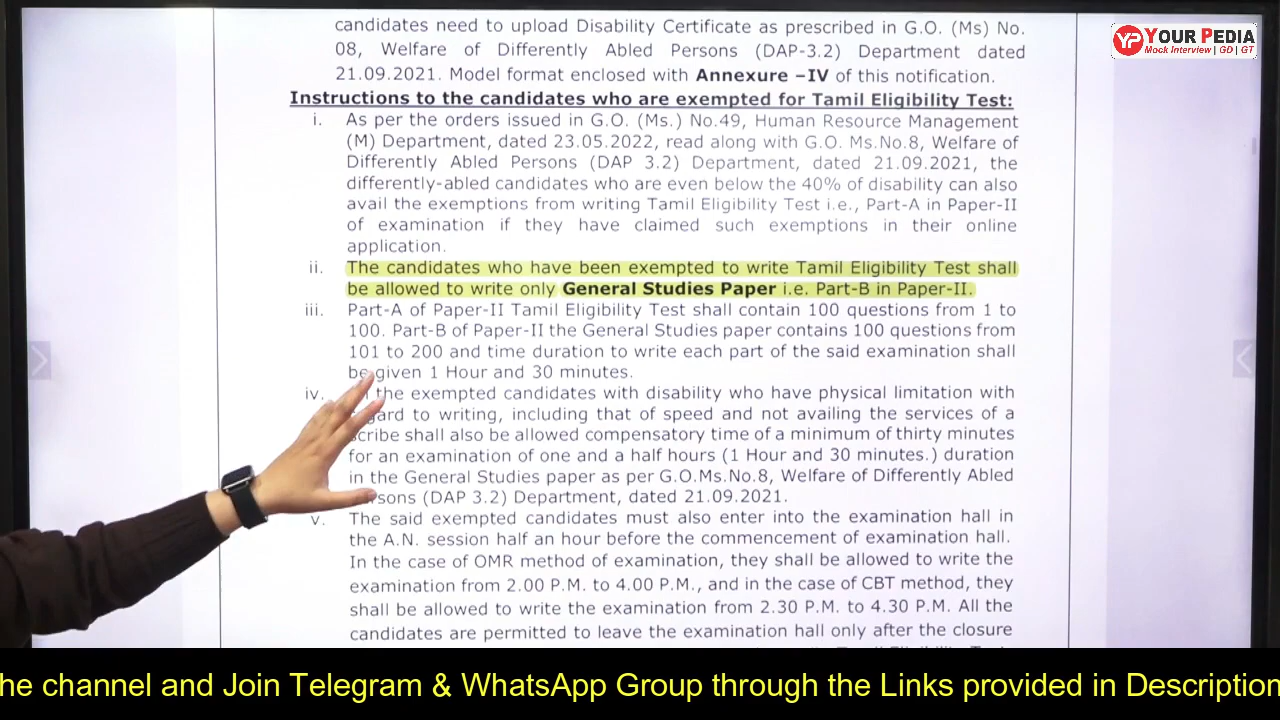 candidates need to upload Disability Certificate as prescribed in G.O. (Ms) No.
08, Welfare of Differently Abled Persons (DAP-3.2) Department dated
21.09.2021. Model format enclosed with Annexure –IV of this notification.
YOUR PEDIA
Mock Interview | GD | GT
Instructions to the candidates who are exempted for Tamil Eligibility Test:
i. As per the orders issued in G.O. (Ms.) No.49, Human Resource Management
(M) Department, dated 23.05.2022, read along with G.O. Ms.No.8, Welfare of
Differently Abled Persons (DAP 3.2) Department, dated 21.09.2021, the
differently-abled candidates who are even below the 40% of disability can also
avail the exemptions from writing Tamil Eligibility Test i.e., Part-A in Paper-II
of examination if they have claimed such exemptions in their online
application.
ii. The candidates who have been exempted to write Tamil Eligibility Test shall
be allowed to write only General Studies Paper i.e. Part-B in Paper-II.
iii. Part-A of Paper-II Tamil Eligibility Test shall contain 100 questions from 1 to
100. Part-B of Paper-II the General Studies paper contains 100 questions from
101 to 200 and time duration to write each part of the said examination shall
be given 1 Hour and 30 minutes.
iv. the exempted candidates with disability who have physical limitation with
regard to writing, including that of speed and not availing the services of a
scribe shall also be allowed compensatory time of a minimum of thirty minutes
for an examination of one and a half hours (1 Hour and 30 minutes.) duration
in the General Studies paper as per G.O.Ms.No.8, Welfare of Differently Abled
Persons (DAP 3.2) Department, dated 21.09.2021.
v. The said exempted candidates must also enter into the examination hall in
the A.N. session half an hour before the commencement of examination hall.
In the case of OMR method of examination, they shall be allowed to write the
examination from 2.00 P.M. to 4.00 P.M., and in the case of CBT method, they
shall be allowed to write the examination from 2.30 P.M. to 4.30 P.M. All the
candidates are permitted to leave the examination hall only after the closure
he channel and Join Telegram & WhatsApp Group through the Links provided in Description